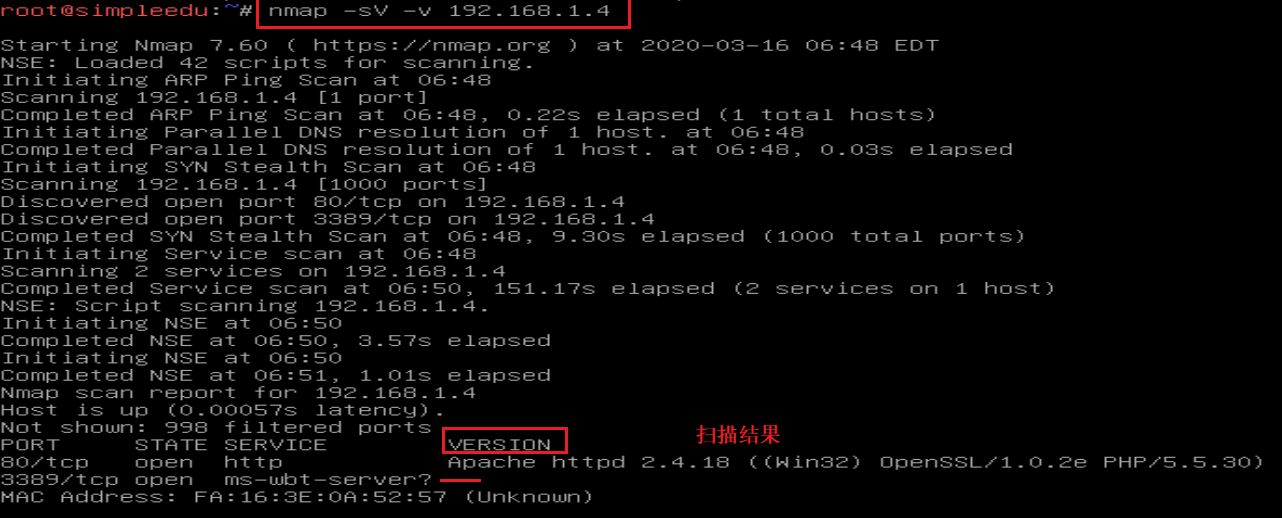 root@simpleedu:~# nmap -sV -v 192.168.1.4
Starting Nmap 7.60 ( https://nmap.org ) at 2020-03-16 06:48 EDT
NSE: Loaded 42 scripts for scanning.
Initiating ARP Ping Scan at 06:48
Scanning 192.168.1.4 [1 port]
Completed ARP Ping Scan at 06:48, 0.22s elapsed (1 total hosts)
Initiating Parallel DNS resolution of 1 host. at 06:48
Completed Parallel DNS resolution of 1 host. at 06:48, 0.03s elapsed
Initiating SYN Stealth Scan at 06:48
Scanning 192.168.1.4 [1000 ports]
Discovered open port 80/tcp on 192.168.1.4
Discovered open port 3389/tcp on 192.168.1.4
Completed SYN Stealth Scan at 06:48, 9.30s elapsed (1000 total ports)
Initiating Service scan at 06:48
Scanning 2 services on 192.168.1.4
Completed Service scan at 06:50, 151.17s elapsed (2 services on 1 host)
NSE: Script scanning 192.168.1.4.
Initiating NSE at 06:50
Completed NSE at 06:50, 3.57s elapsed
Initiating NSE at 06:50
Completed NSE at 06:51, 1.01s elapsed
Nmap scan report for 192.168.1.4
Host is up (0.00057s latency).
Not shown: 998 filtered ports
PORT STATE SERVICE VERSION 扫描结果
80/tcp open http Apache httpd 2.4.18 ((Win32) OpenSSL/1.0.2e PHP/5.5.30)
3389/tcp open ms-wbt-server?
MAC Address: FA:16:3E:0A:52:57 (Unknown)